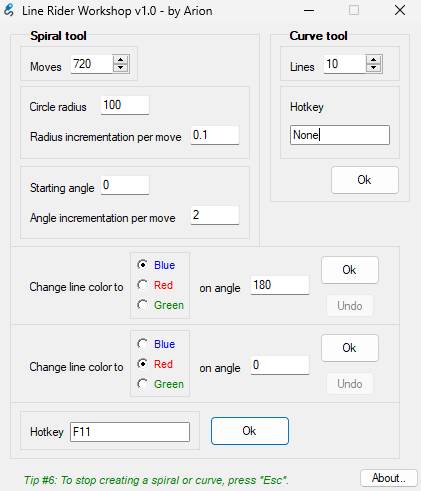 Line Rider Workshop v1.0 - by Arion
Spiral tool
Moves 720
Circle radius 100
Radius incrementation per move 0.1
Starting angle 0
Angle incrementation per move 2
Curve tool
Lines 10
Hotkey
None
Ok
Blue
Change line color to Red on angle 180
Green
Ok
Undo
Blue
Change line color to Red on angle 0
Green
Ok
Undo
Hotkey F11 Ok
Tip #6: To stop creating a spiral or curve, press "Esc".
About..